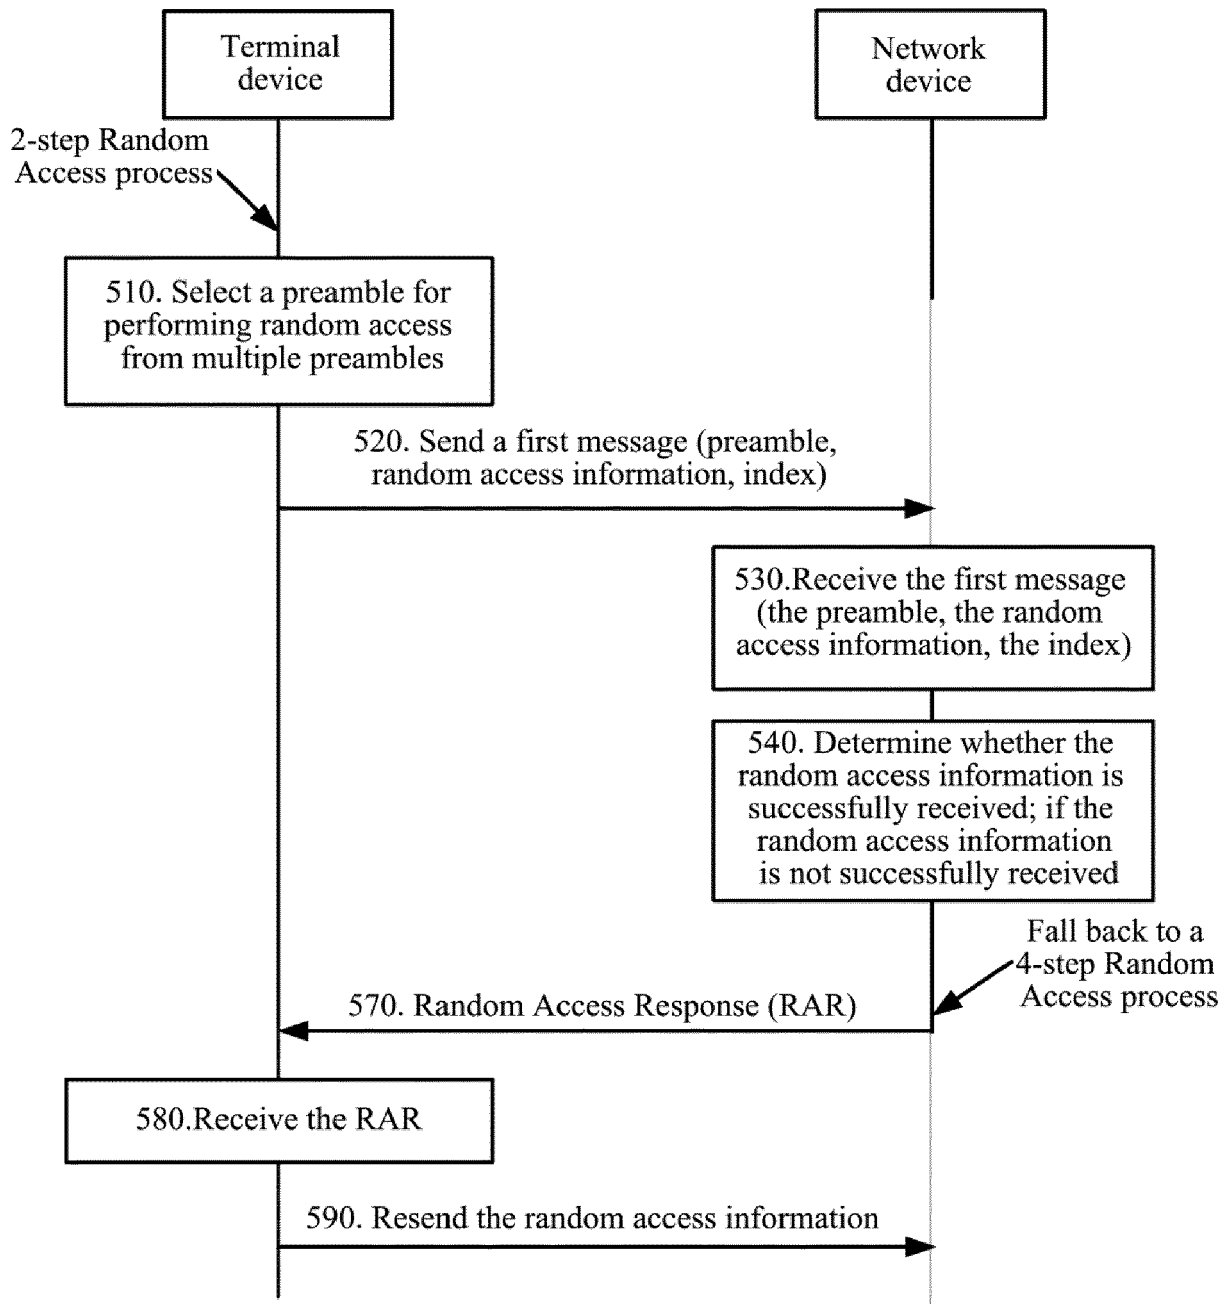 Terminal
device
Network
device
2-step Random
Access process
510. Select a preamble for
performing random access
from multiple preambles
520. Send a first message (preamble,
random access information, index)
530.Receive the first message
(the preamble, the random
access information, the index)
540. Determine whether the
random access information is
successfully received; if the
random access information
is not successfully received
Fall back to a
4-step Random
Access process
570. Random Access Response (RAR)
580.Receive the RAR
590. Resend the random access information